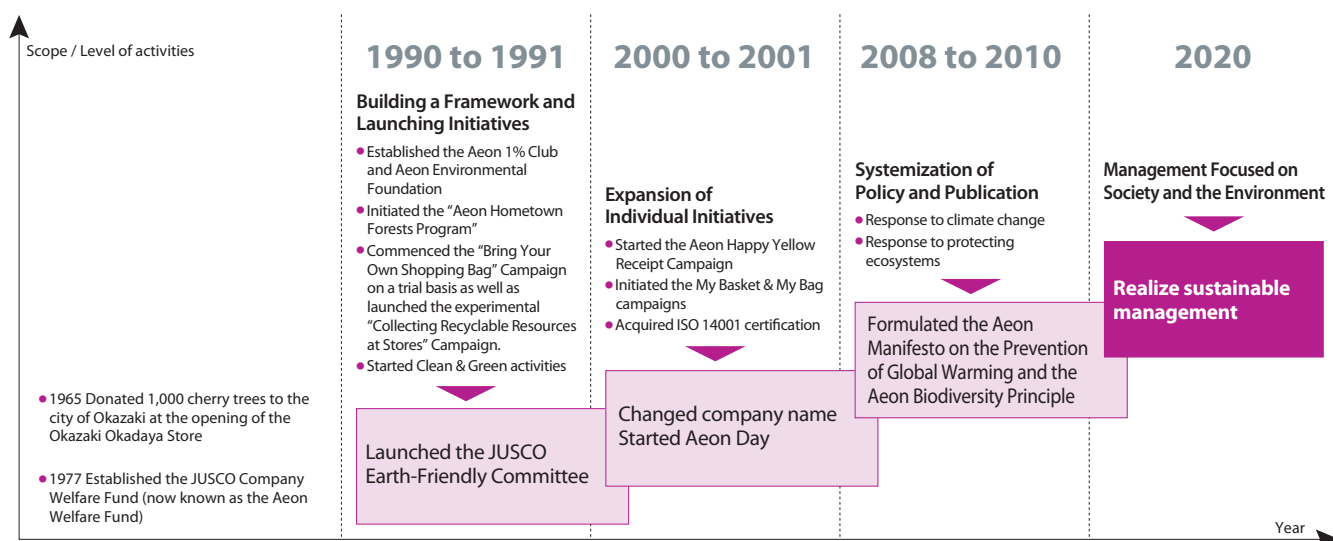 Scope / Level of activities
● 1965 Donated 1,000 cherry trees to the
city of Okazaki at the opening of the
Okazaki Okadaya Store
● 1977 Established the JUSCO Company
Welfare Fund (now known as the Aeon
Welfare Fund)
1990 to 1991
Building a Framework and
Launching Initiatives
● Established the Aeon 1% Club
and Aeon Environmental
Foundation
● Initiated the “Aeon Hometown
Forests Program”
● Commenced the “Bring Your
Own Shopping Bag” Campaign
on a trial basis as well as
launched the experimental
“Collecting Recyclable Resources
at Stores” Campaign.
● Started Clean & Green activities
Launched the JUSCO
Earth-Friendly Committee
2000 to 2001
Expansion of
Individual Initiatives
● Started the Aeon Happy Yellow
Receipt Campaign
● Initiated the My Basket & My Bag
campaigns
● Acquired ISO 14001 certification
Changed company name
Started Aeon Day
2008 to 2010
Systemization of
Policy and Publication
● Response to climate change
● Response to protecting
ecosystems
Formulated the Aeon
Manifesto on the Prevention
of Global Warming and the
Aeon Biodiversity Principle
2020
Management Focused on
Society and the Environment
Realize sustainable
management
Year